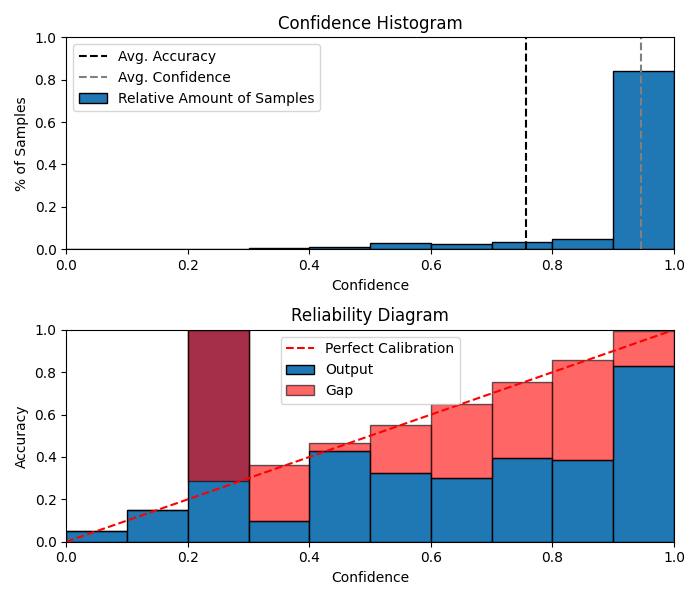 Confidence Histogram
1.0
0.8
0.6
0.4
0.2
0.0
% of Samples
Avg. Accuracy
Avg. Confidence
Relative Amount of Samples
0.0 0.2 0.4 0.6 0.8 1.0
Confidence
Reliability Diagram
1.0
0.8
0.6
0.4
0.2
0.0
Accuracy
Perfect Calibration
Output
Gap
0.0 0.2 0.4 0.6 0.8 1.0
Confidence